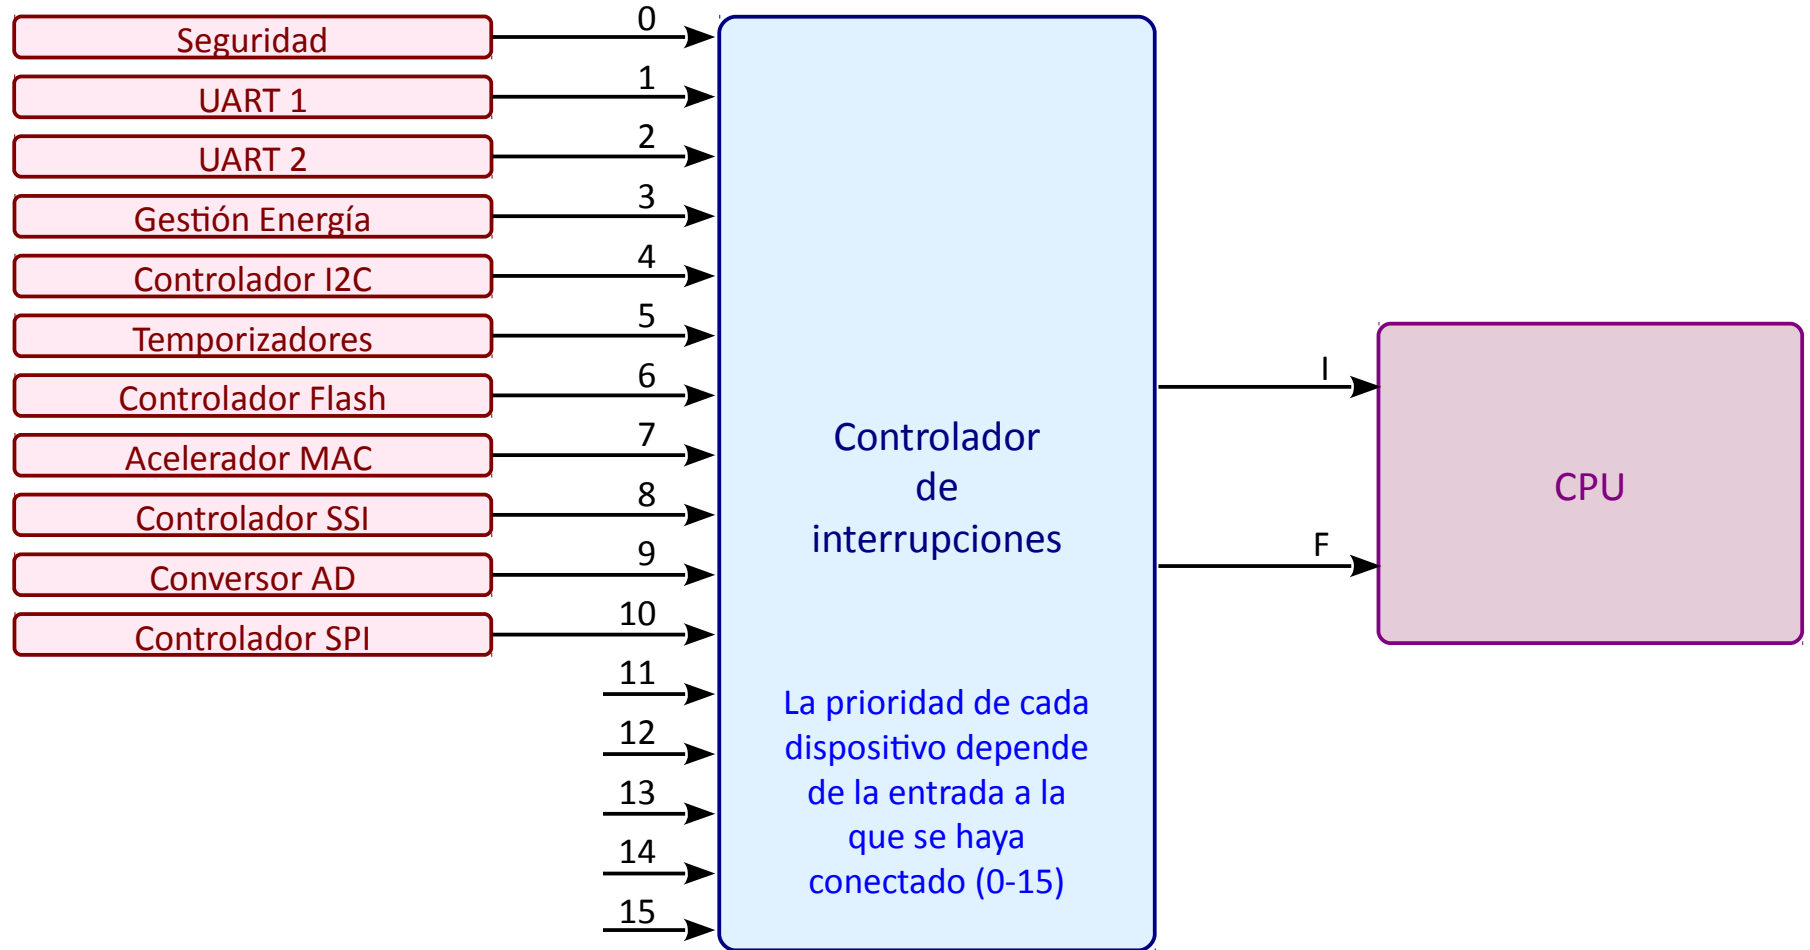 Seguridad
0
UART 1
1
UART 2
2
Gestión Energía
3
Controlador I2C
4
Temporizadores
5
Controlador Flash
6
Acelerador MAC
7
Controlador SSI
8
Conversor AD
9
Controlador SPI
10
11
12
13
14
15
Controlador
de
interrupciones
La prioridad de cada
dispositivo depende
de la entrada a la
que se haya
conectado (0-15)
I
F
CPU